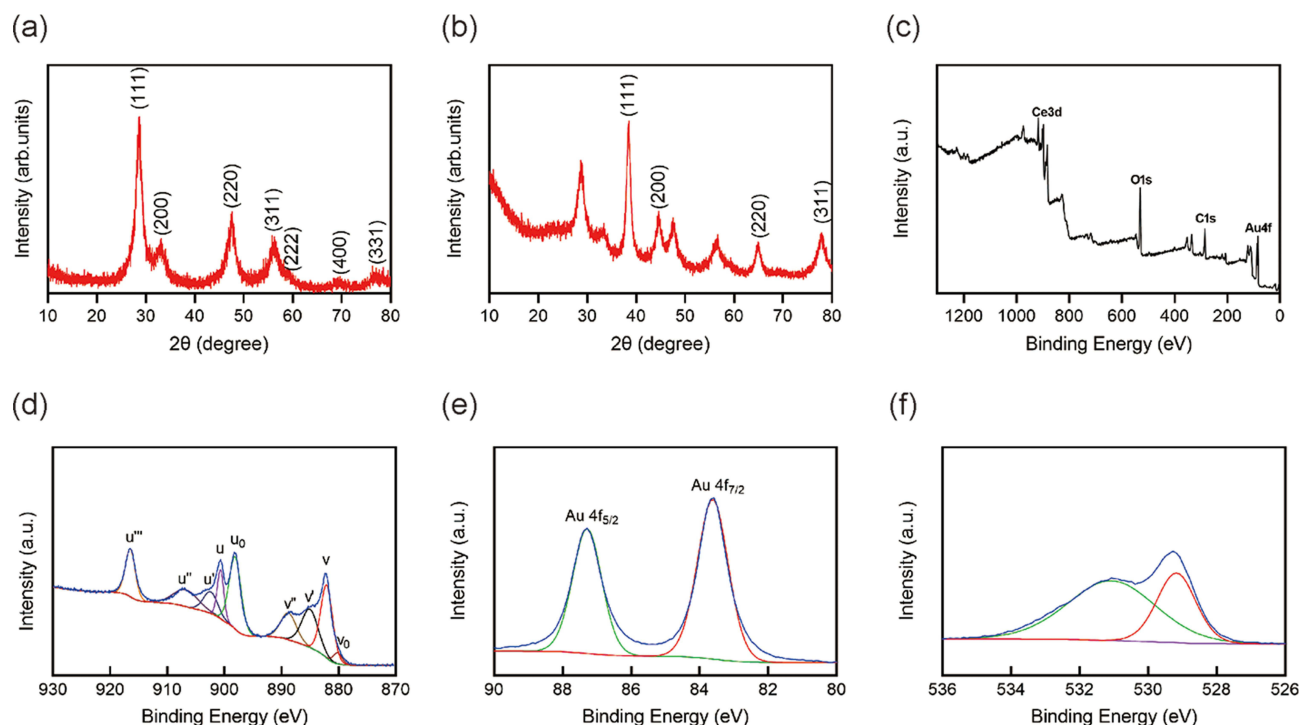 (a)
Intensity (arb.units)
(111)
(200)
(220)
(311)
(222)
(400)
(331)
10 20 30 40 50 60 70 80
2θ (degree)
(b)
Intensity (arb.units)
(111)
(200)
(220)
(311)
10 20 30 40 50 60 70 80
2θ (degree)
(c)
Intensity (a.u.)
Ce3d
O1s
C1s
Au4f
1200 1000 800 600 400 200 0
Binding Energy (eV)
(d)
Intensity (a.u.)
u''' u'' u' u u₀ v'' v' v v₀
930 920 910 900 890 880 870
Binding Energy (eV)
(e)
Intensity (a.u.)
Au 4f₅/₂
Au 4f₇/₂
90 88 86 84 82 80
Binding Energy (eV)
(f)
Intensity (a.u.)
536 534 532 530 528 526
Binding Energy (eV)